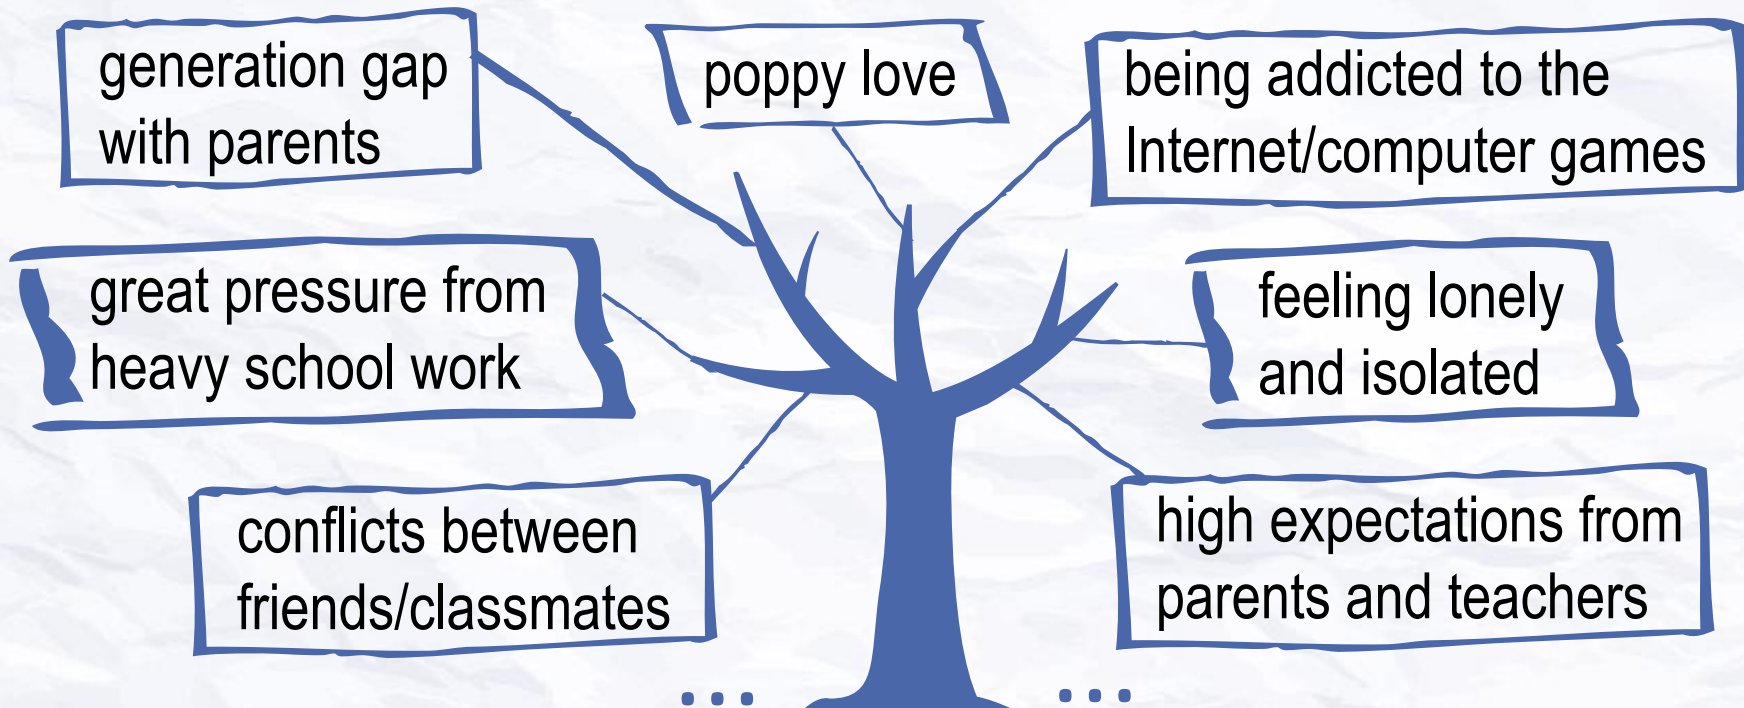 generation gap
with parents
poppy love
being addicted to the
Internet/computer games
great pressure from
heavy school work
feeling lonely
and isolated
conflicts between
friends/classmates
high expectations from
parents and teachers
... ...